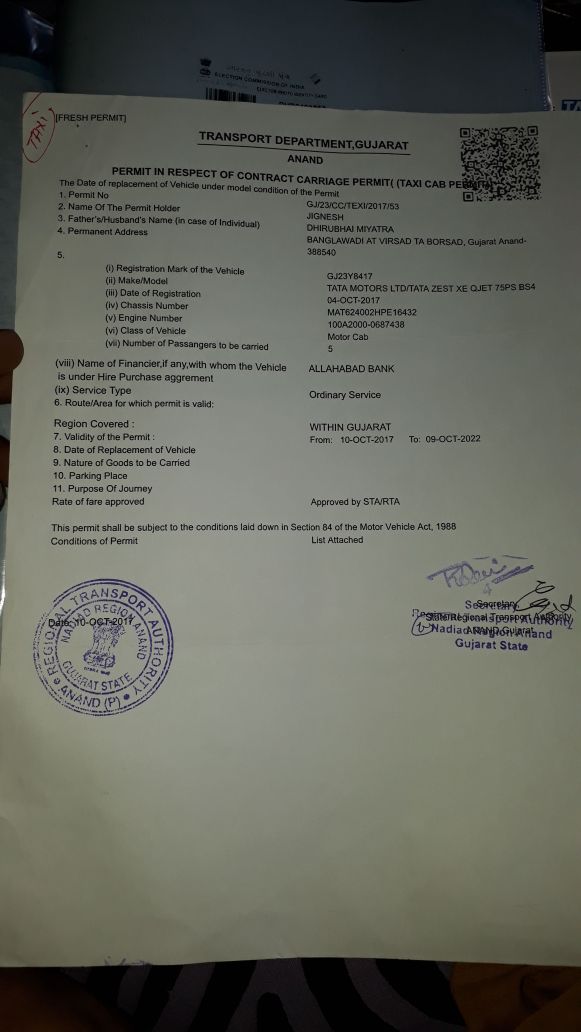 ELECTION COMMISSION OF INDIA
TAXI
[FRESH PERMIT]
TRANSPORT DEPARTMENT,GUJARAT
ANAND
PERMIT IN RESPECT OF CONTRACT CARRIAGE PERMIT( (TAXI CAB PERMIT)
The Date of replacement of Vehicle under model condition of the Permit
1. Permit No GJ/23/CC/TEXI/2017/53
2. Name Of The Permit Holder JIGNESH
3. Father's/Husband's Name (in case of Individual) DHIRUBHAI MIYATRA
4. Permanent Address BANGLAWADI AT VIRSAD TA BORSAD, Gujarat Anand-
388540
5.
(i) Registration Mark of the Vehicle GJ23Y8417
(ii) Make/Model TATA MOTORS LTD/TATA ZEST XE QJET 75PS BS4
(iii) Date of Registration 04-OCT-2017
(iv) Chassis Number MAT624002HPE16432
(v) Engine Number 100A2000-0687438
(vi) Class of Vehicle Motor Cab
(vii) Number of Passangers to be carried 5
(viii) Name of Financier,if any,with whom the Vehicle ALLAHABAD BANK
is under Hire Purchase aggrement
(ix) Service Type Ordinary Service
6. Route/Area for which permit is valid:
Region Covered : WITHIN GUJARAT
7. Validity of the Permit : From: 10-OCT-2017 To: 09-OCT-2022
8. Date of Replacement of Vehicle
9. Nature of Goods to be Carried
10. Parking Place
11. Purpose Of Journey
Rate of fare approved Approved by STA/RTA
This permit shall be subject to the conditions laid down in Section 84 of the Motor Vehicle Act, 1988
Conditions of Permit List Attached
REGIONAL TRANSPORT AUTHORITY
NADIAD REGION ANAND
Date: 10-OCT-2017
GUJARAT STATE
ANAND (P)
Secretary
Secretary
Regional Transport Authority
State/Regional Transport Authority,
Nadiad Region Anand
ANAND, Gujarat
Gujarat State